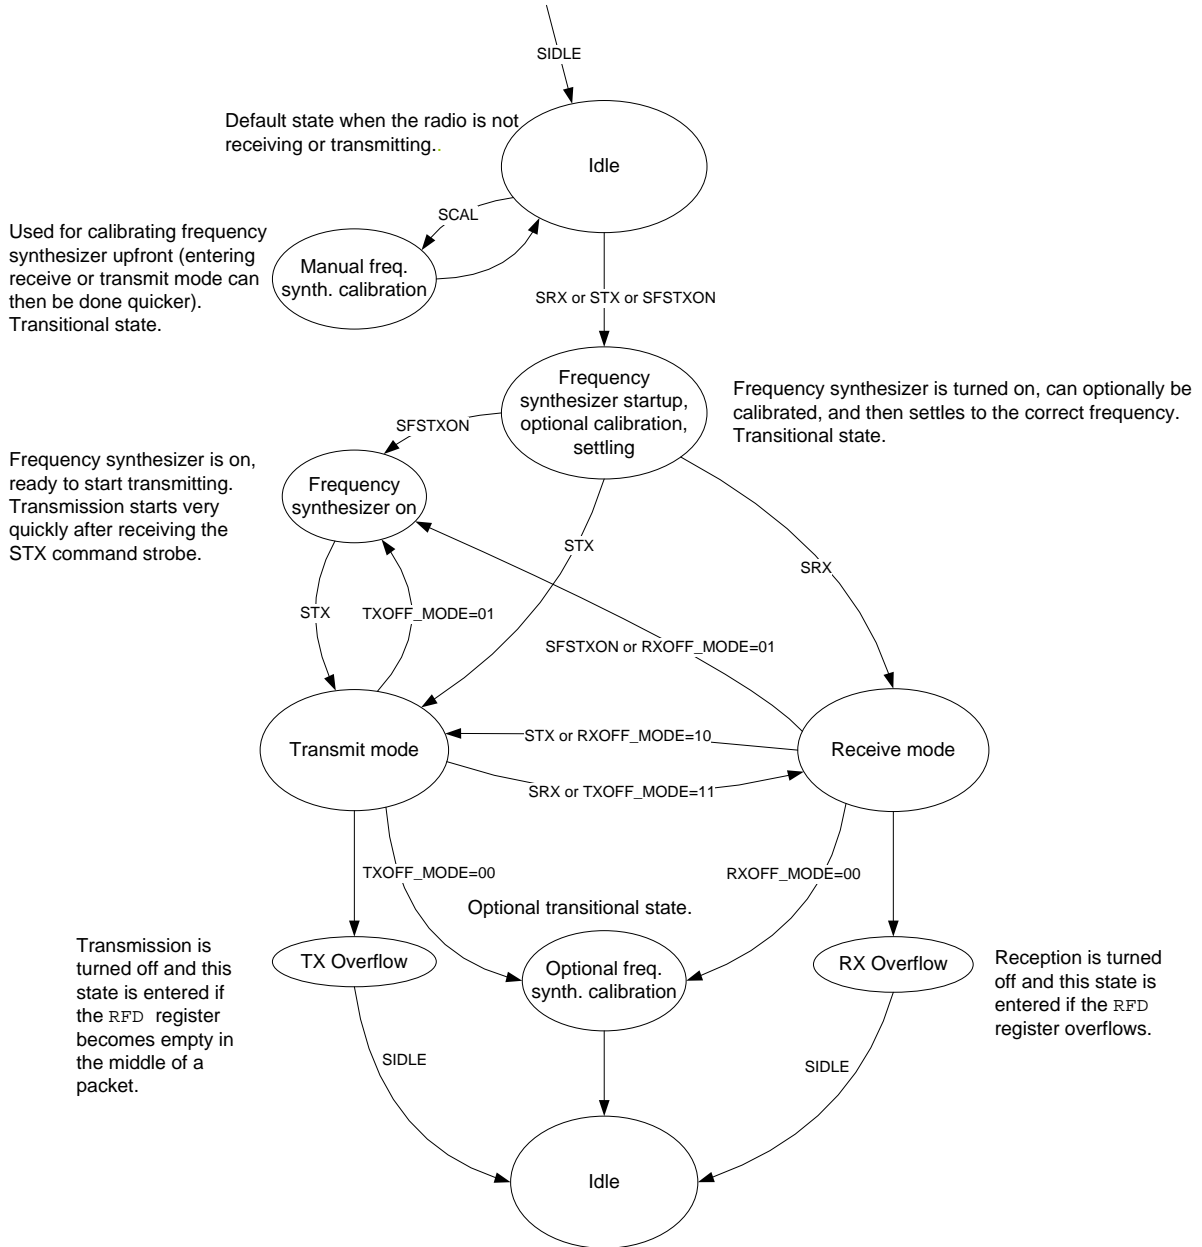 SIDLE
Default state when the radio is not
receiving or transmitting..
Idle
SCAL
Used for calibrating frequency
synthesizer upfront (entering
receive or transmit mode can
then be done quicker).
Transitional state.
Manual freq.
synth. calibration
SRX or STX or SFSTXON
Frequency
synthesizer startup,
optional calibration,
settling
Frequency synthesizer is turned on, can optionally be
calibrated, and then settles to the correct frequency.
Transitional state.
SFSTXON
Frequency synthesizer is on,
ready to start transmitting.
Transmission starts very
quickly after receiving the
STX command strobe.
Frequency
synthesizer on
STX
SRX
STX
TXOFF_MODE=01
SFSTXON or RXOFF_MODE=01
Transmit mode
STX or RXOFF_MODE=10
Receive mode
SRX or TXOFF_MODE=11
TXOFF_MODE=00
RXOFF_MODE=00
Optional transitional state.
Transmission is
turned off and this
state is entered if
the RFD register
becomes empty in
the middle of a
packet.
TX Overflow
Optional freq.
synth. calibration
RX Overflow
Reception is turned
off and this state is
entered if the RFD
register overflows.
SIDLE
SIDLE
Idle